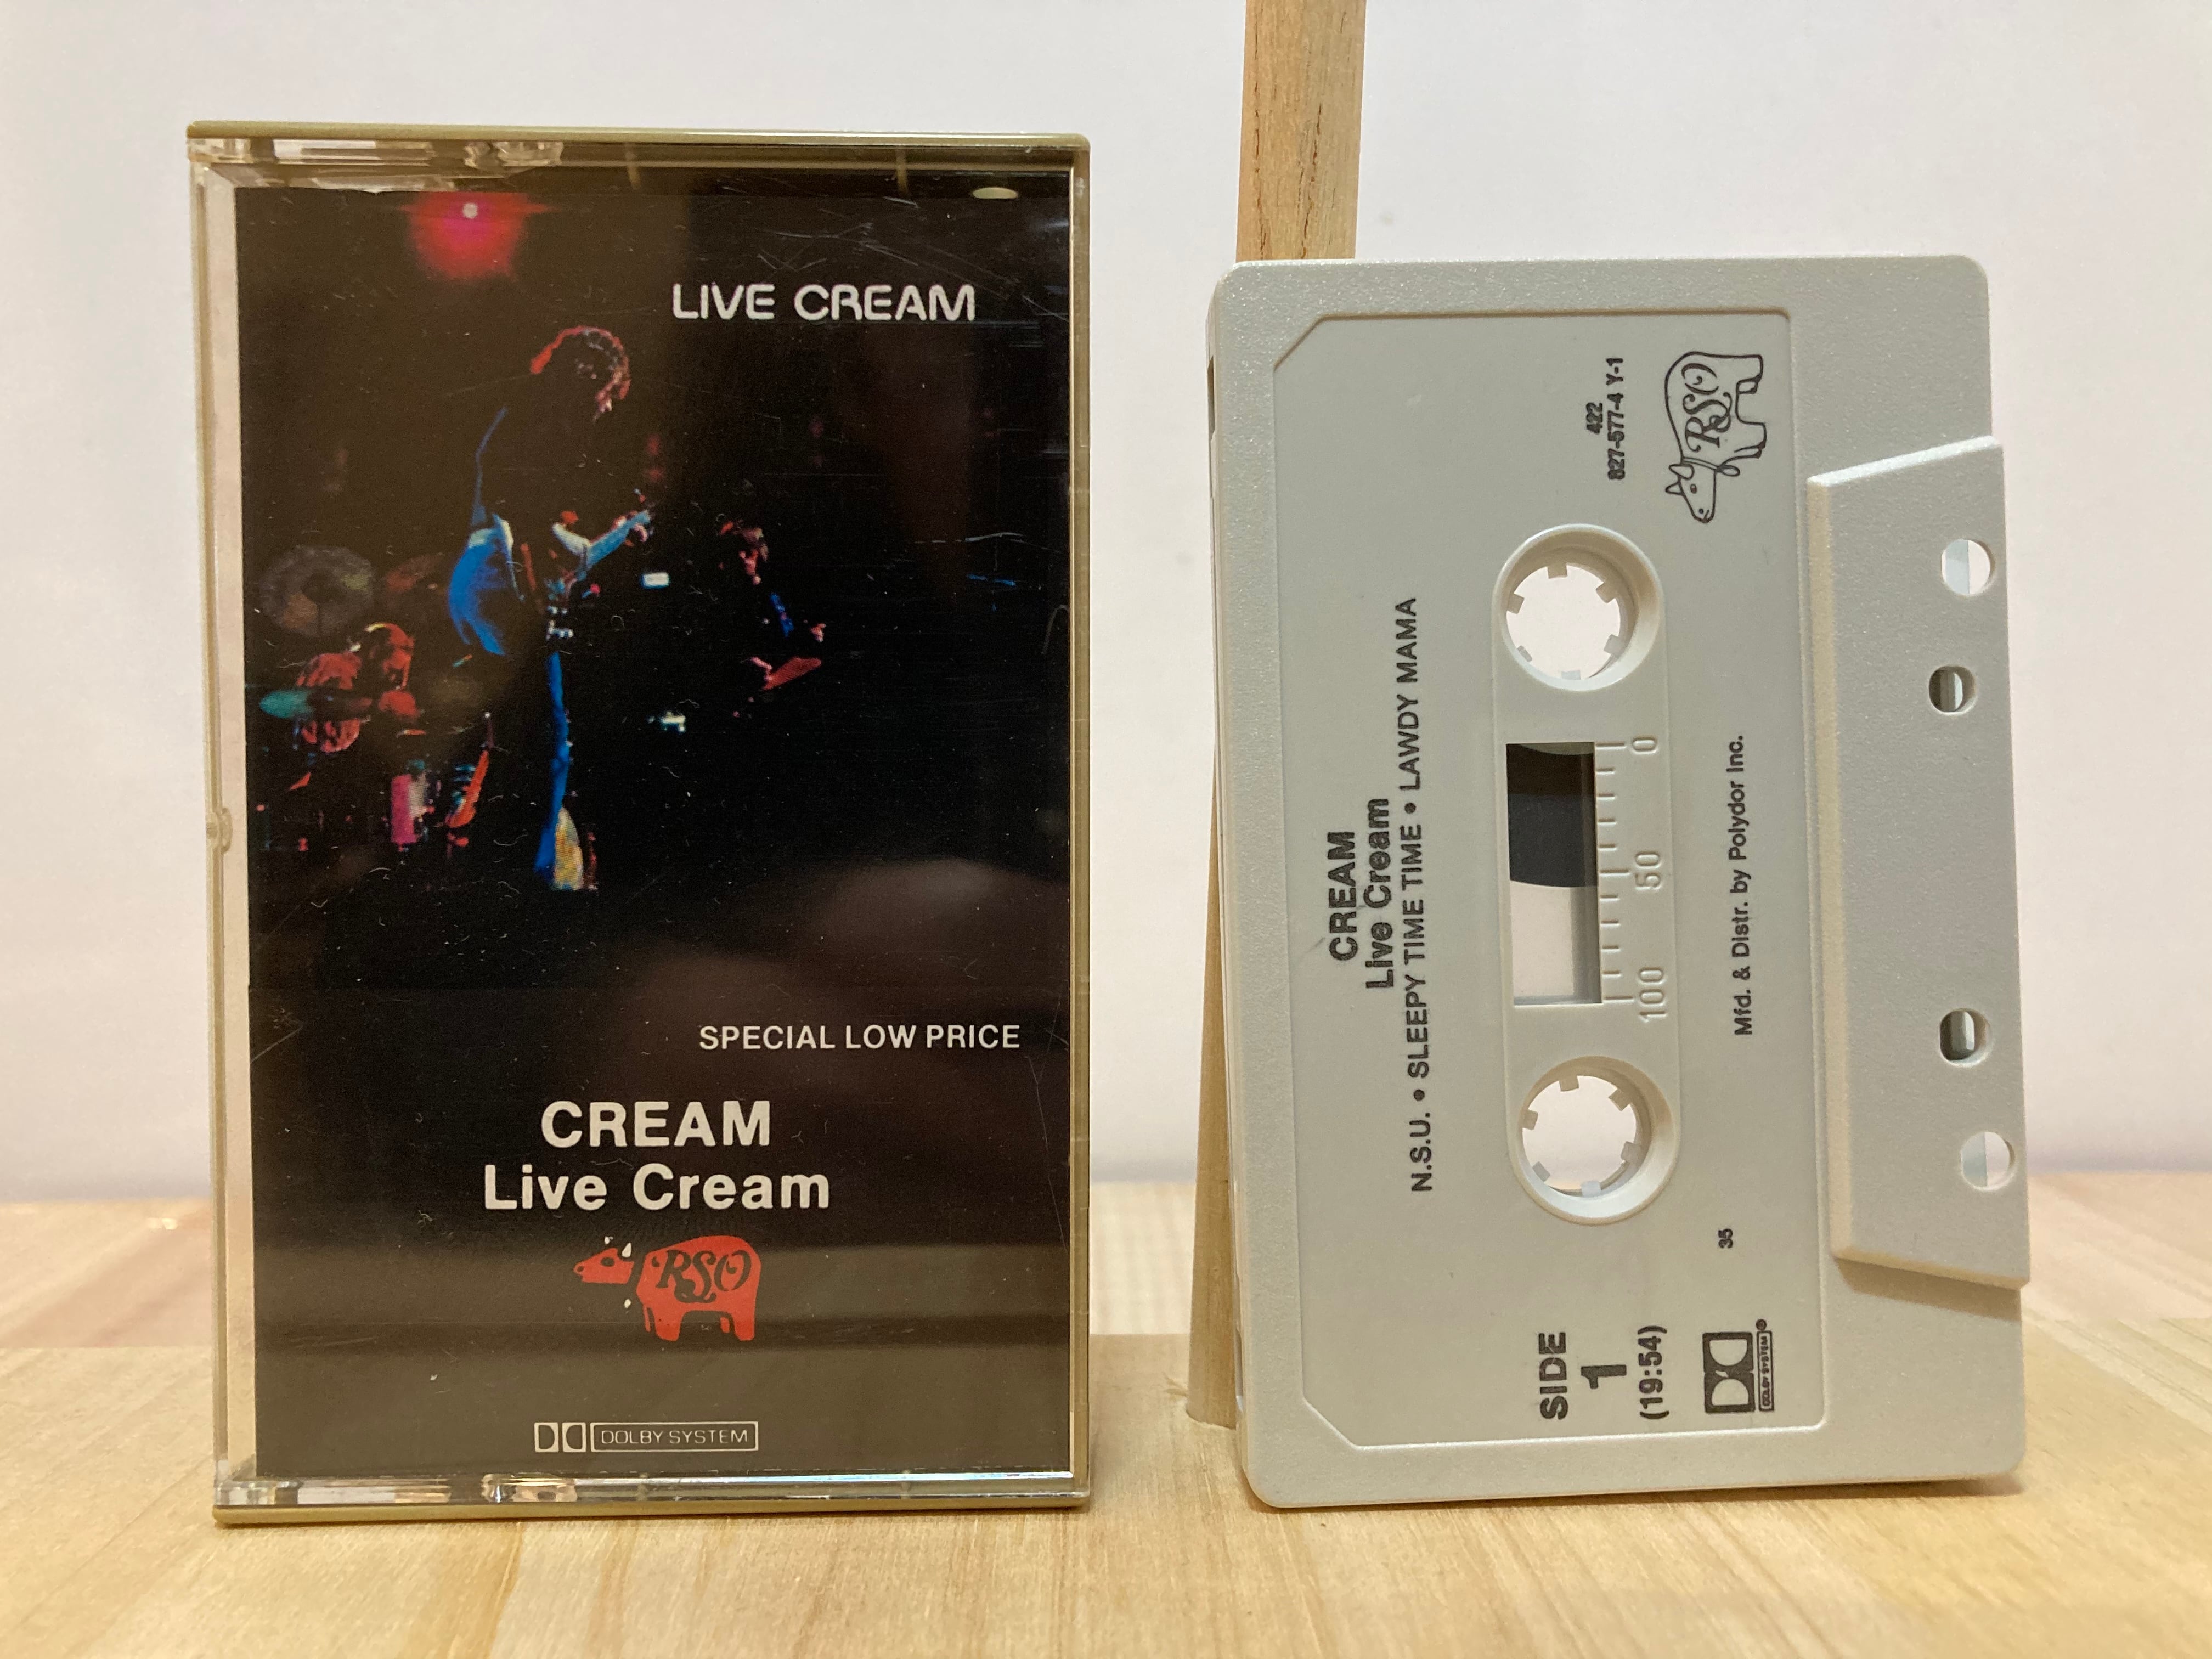 LIVE CREAM
SPECIAL LOW PRICE
CREAM
Live Cream
RSO
DOLBY SYSTEM
CREAM
Live Cream
N.S.U. • SLEEPY TIME TIME • LAWDY MAMA
422
827-577-4 Y-1
RSO
0
50
100
SIDE
1
(19:54)
35
Mfd. & Distr. by Polydor Inc.
DOLBY SYSTEM®